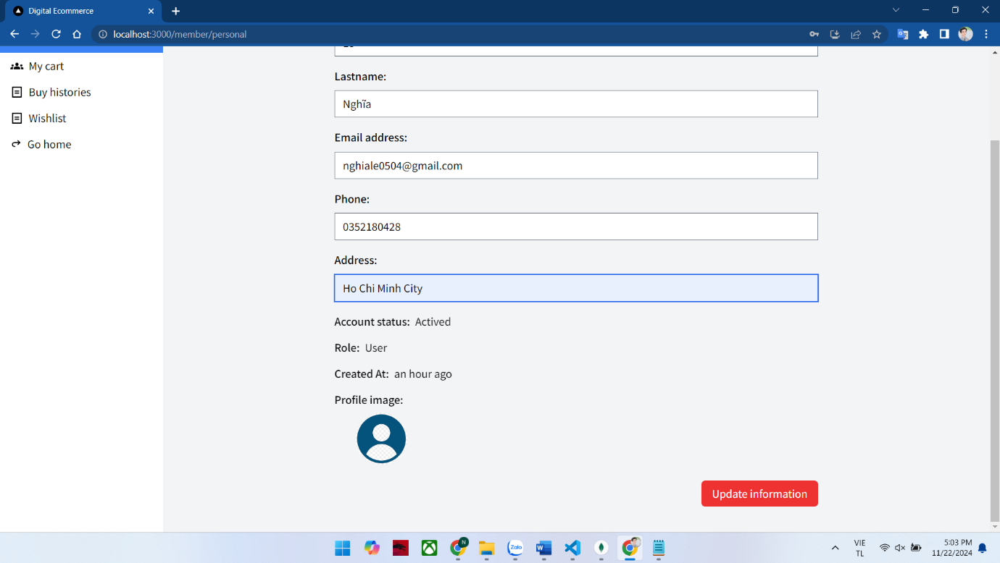 Digital Ecommerce
localhost:3000/member/personal
My cart
Buy histories
Wishlist
Go home
Lastname:
Nghĩa
Email address:
nghiale0504@gmail.com
Phone:
0352180428
Address:
Ho Chi Minh City
Account status: Actived
Role: User
Created At: an hour ago
Profile image:
Update information
N
Zalo
VIE
TL
5:03 PM
11/22/2024